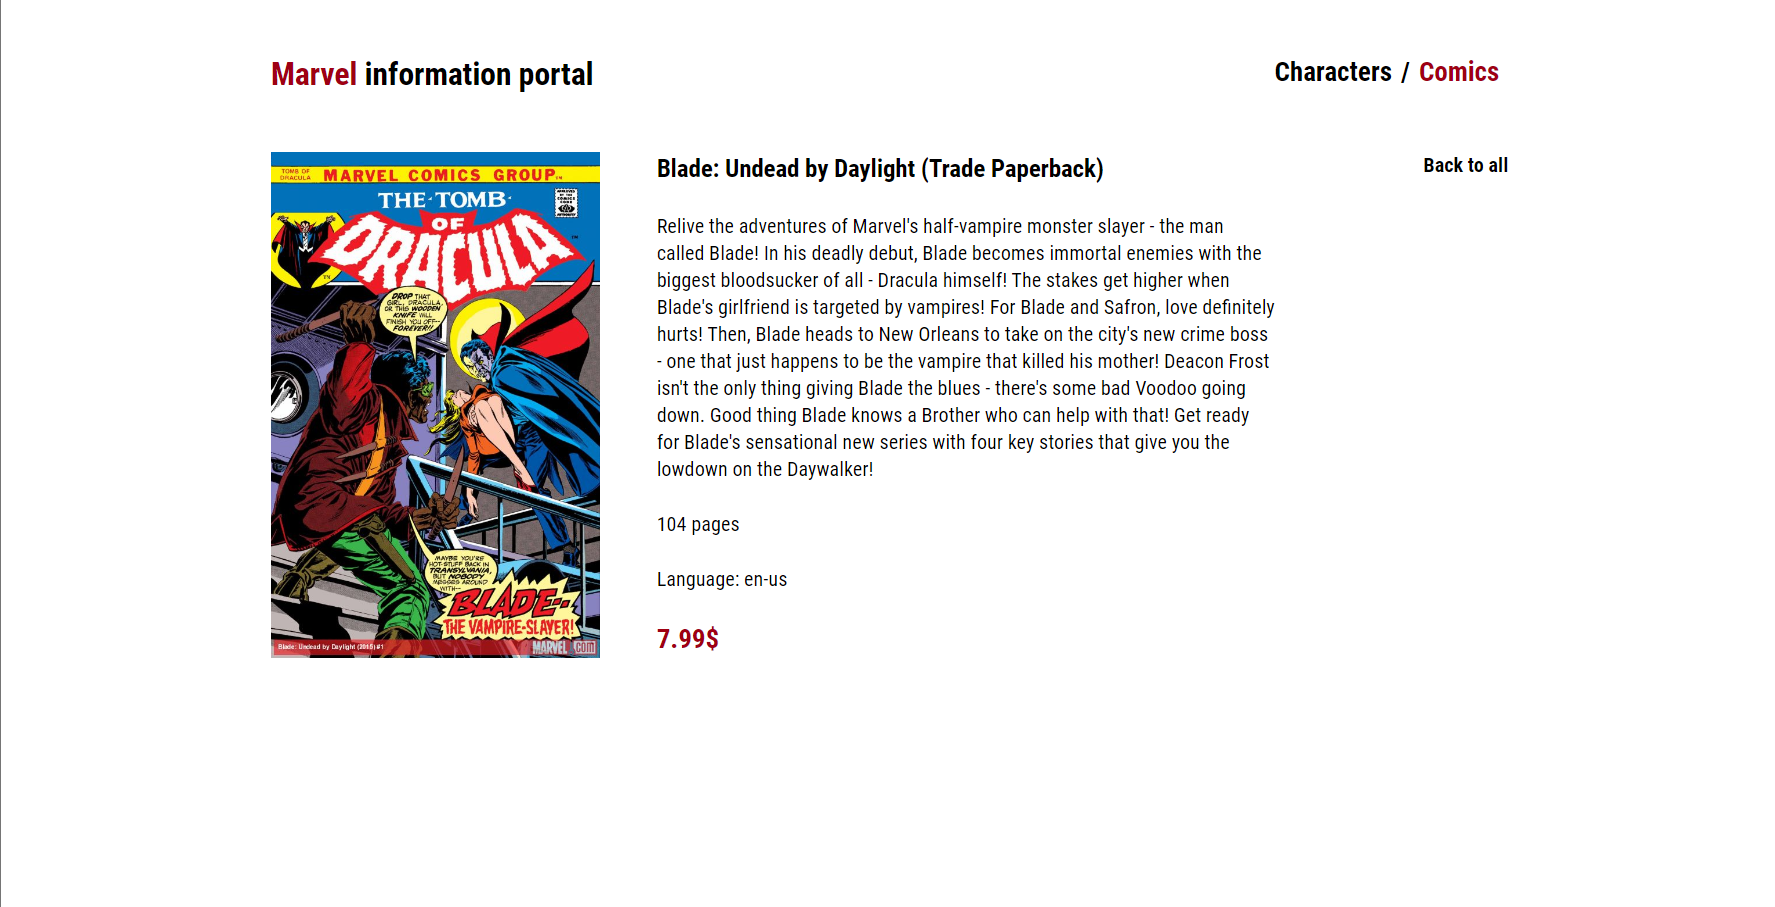 Marvel information portal
Characters / Comics
TOMB OF
DRACULA
MARVEL COMICS GROUP™
THE·TOMB·
OF
DRACULA
DROP THAT
GIRL, DRACULA,
OR THIS WOODEN
KNIFE WILL
FINISH YOU OFF--
FOREVER!!
MAYBE YOU'RE
HOT-STUFF BACK IN
TRANSYLVANIA,
BUT NOBODY
MESSES AROUND
WITH--
BLADE--
THE VAMPIRE-SLAYER!
Blade: Undead by Daylight (2015) #1
MARVEL .com
Blade: Undead by Daylight (Trade Paperback)
Back to all
Relive the adventures of Marvel's half-vampire monster slayer - the man
called Blade! In his deadly debut, Blade becomes immortal enemies with the
biggest bloodsucker of all - Dracula himself! The stakes get higher when
Blade's girlfriend is targeted by vampires! For Blade and Safron, love definitely
hurts! Then, Blade heads to New Orleans to take on the city's new crime boss
- one that just happens to be the vampire that killed his mother! Deacon Frost
isn't the only thing giving Blade the blues - there's some bad Voodoo going
down. Good thing Blade knows a Brother who can help with that! Get ready
for Blade's sensational new series with four key stories that give you the
lowdown on the Daywalker!
104 pages
Language: en-us
7.99$